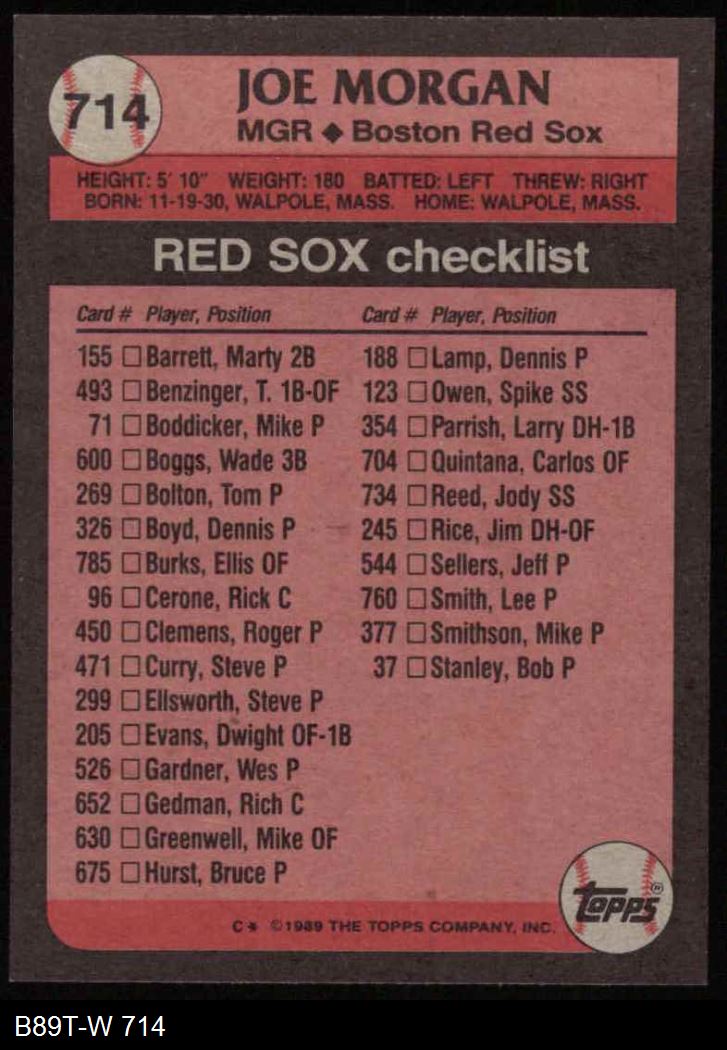 714
JOE MORGAN
MGR ◆ Boston Red Sox
HEIGHT: 5' 10" WEIGHT: 180 BATTED: LEFT THREW: RIGHT
BORN: 11-19-30, WALPOLE, MASS. HOME: WALPOLE, MASS.
RED SOX checklist
Card # Player, Position
155 □ Barrett, Marty 2B
493 □ Benzinger, T. 1B-OF
71 □ Boddicker, Mike P
600 □ Boggs, Wade 3B
269 □ Bolton, Tom P
326 □ Boyd, Dennis P
785 □ Burks, Ellis OF
96 □ Cerone, Rick C
450 □ Clemens, Roger P
471 □ Curry, Steve P
299 □ Ellsworth, Steve P
205 □ Evans, Dwight OF-1B
526 □ Gardner, Wes P
652 □ Gedman, Rich C
630 □ Greenwell, Mike OF
675 □ Hurst, Bruce P
Card # Player, Position
188 □ Lamp, Dennis P
123 □ Owen, Spike SS
354 □ Parrish, Larry DH-1B
704 □ Quintana, Carlos OF
734 □ Reed, Jody SS
245 □ Rice, Jim DH-OF
544 □ Sellers, Jeff P
760 □ Smith, Lee P
377 □ Smithson, Mike P
37 □ Stanley, Bob P
topps®
C* ©1989 THE TOPPS COMPANY, INC.
B89T-W 714